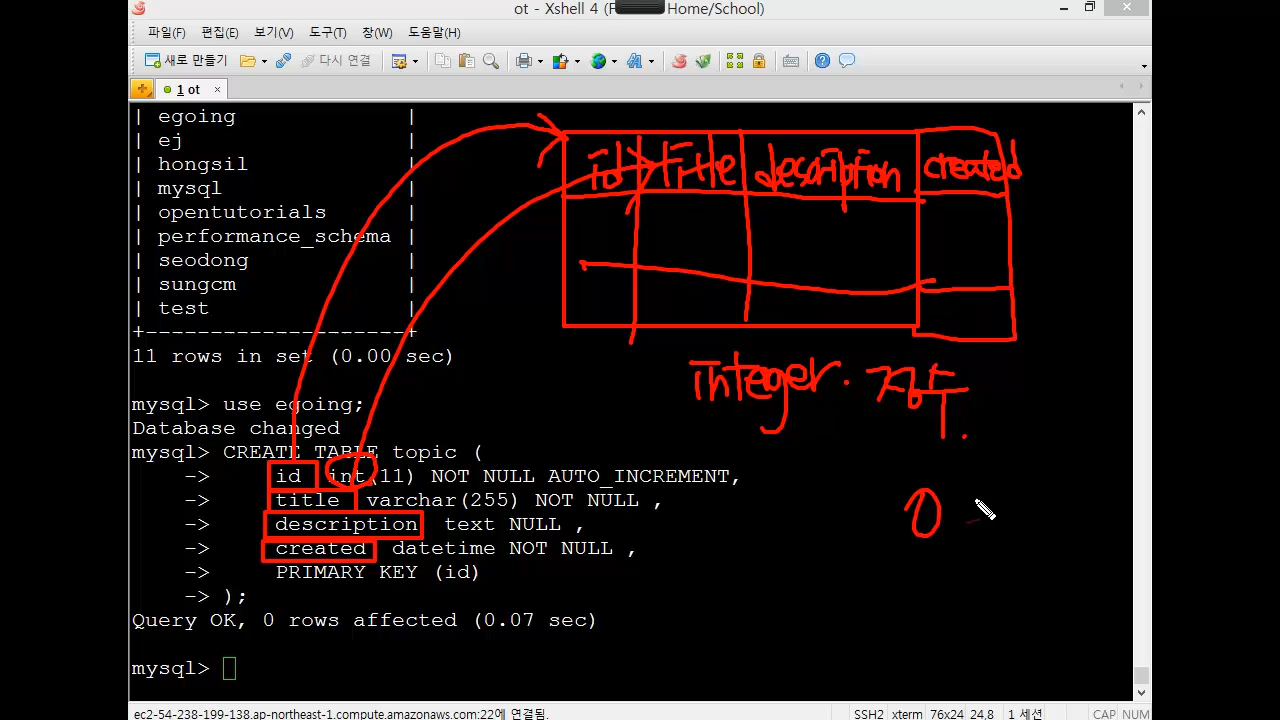 ot - Xshell 4 (F Home/School)
파일(F) 편집(E) 보기(V) 도구(T) 창(W) 도움말(H)
새로 만들기 다시 연결
1 ot
| egoing |
| ej |
| hongsil |
| mysql |
| opentutorials |
| performance_schema |
| seodong |
| sungcm |
| test |
+--------------------+
11 rows in set (0.00 sec)
id title description created
integer.
0
mysql> use egoing;
Database changed
mysql> CREATE TABLE topic (
-> id int(11) NOT NULL AUTO_INCREMENT,
-> title varchar(255) NOT NULL ,
-> description text NULL ,
-> created datetime NOT NULL ,
-> PRIMARY KEY (id)
-> );
Query OK, 0 rows affected (0.07 sec)
mysql>
ec2-54-238-199-138.ap-northeast-1.compute.amazonaws.com:22에 연결됨. SSH2 xterm 76x24 24,8 1 세션 CAP NUM